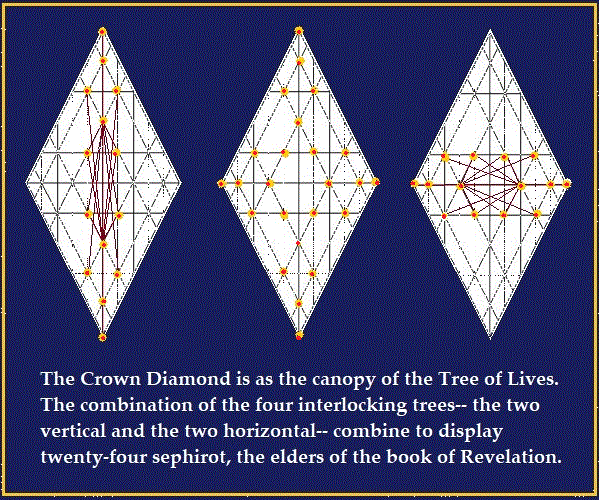 The Crown Diamond is as the canopy of the Tree of Lives.
The combination of the four interlocking trees-- the two
vertical and the two horizontal-- combine to display
twenty-four sephirot, the elders of the book of Revelation.